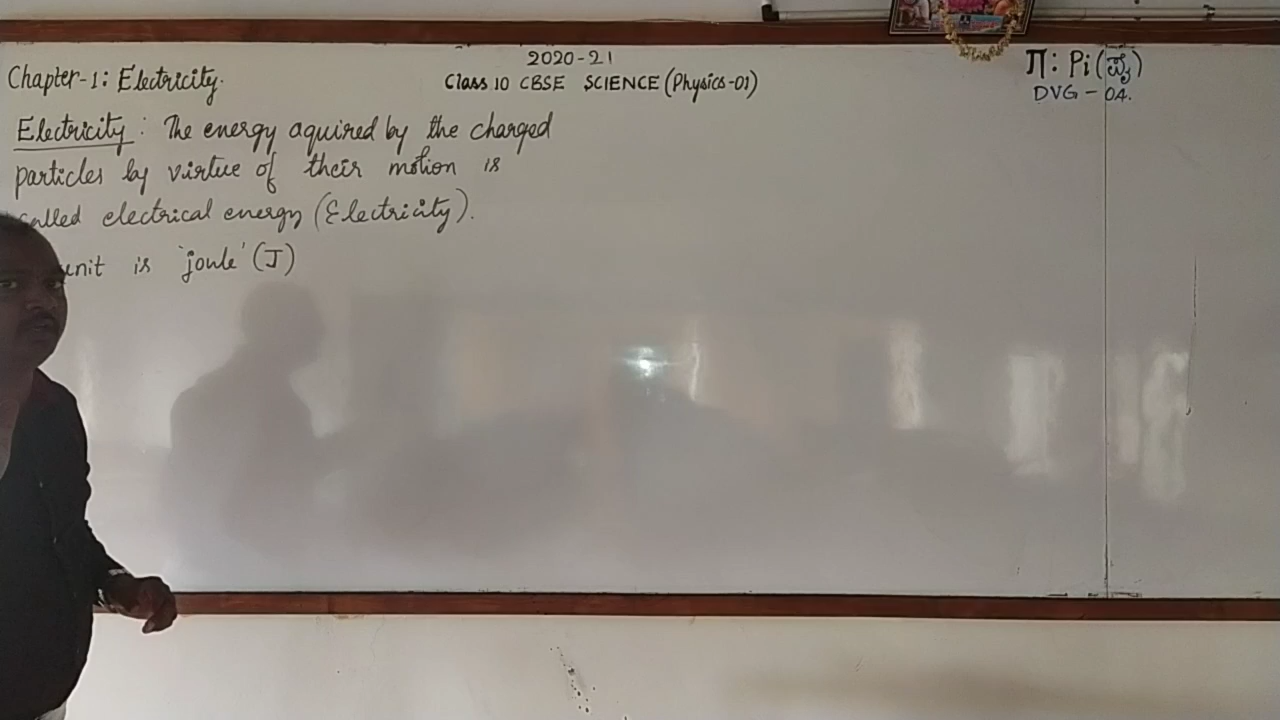 2020-21
Chapter-1: Electricity.
Class 10 CBSE SCIENCE (Physics-01)
π: Pi
DVG - 04.
Electricity: The energy aquired by the charged
particles by virtue of their motion is
called electrical energy (Electricity).
unit is 'joule' (J)